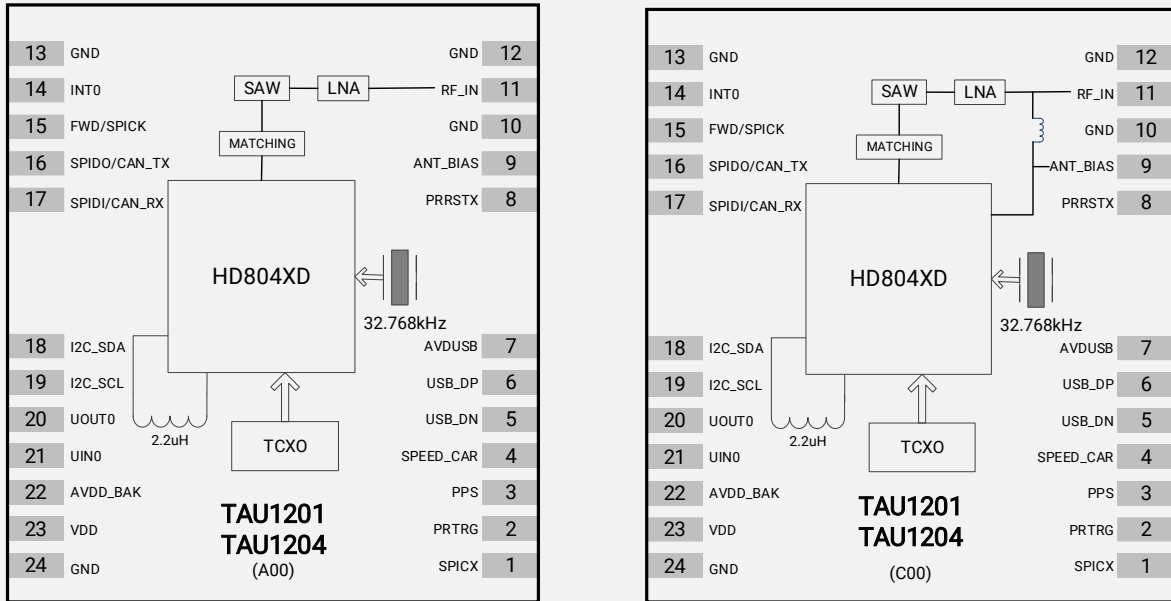 13 GND GND 12
14 INT0 SAW LNA RF_IN 11
15 FWD/SPICK MATCHING GND 10
16 SPIDO/CAN_TX ANT_BIAS 9
17 SPIDI/CAN_RX PRRSTX 8
HD804XD
32.768kHz
18 I2C_SDA AVDUSB 7
19 I2C_SCL USB_DP 6
20 UOUT0 2.2uH USB_DN 5
21 UIN0 TCXO SPEED_CAR 4
22 AVDD_BAK PPS 3
23 VDD TAU1201 PRTRG 2
TAU1204
24 GND (A00) SPICX 1
13 GND GND 12
14 INT0 SAW LNA RF_IN 11
15 FWD/SPICK MATCHING GND 10
16 SPIDO/CAN_TX ANT_BIAS 9
17 SPIDI/CAN_RX PRRSTX 8
HD804XD
32.768kHz
18 I2C_SDA AVDUSB 7
19 I2C_SCL USB_DP 6
20 UOUT0 2.2uH USB_DN 5
21 UIN0 TCXO SPEED_CAR 4
22 AVDD_BAK PPS 3
23 VDD TAU1201 PRTRG 2
TAU1204
24 GND (C00) SPICX 1